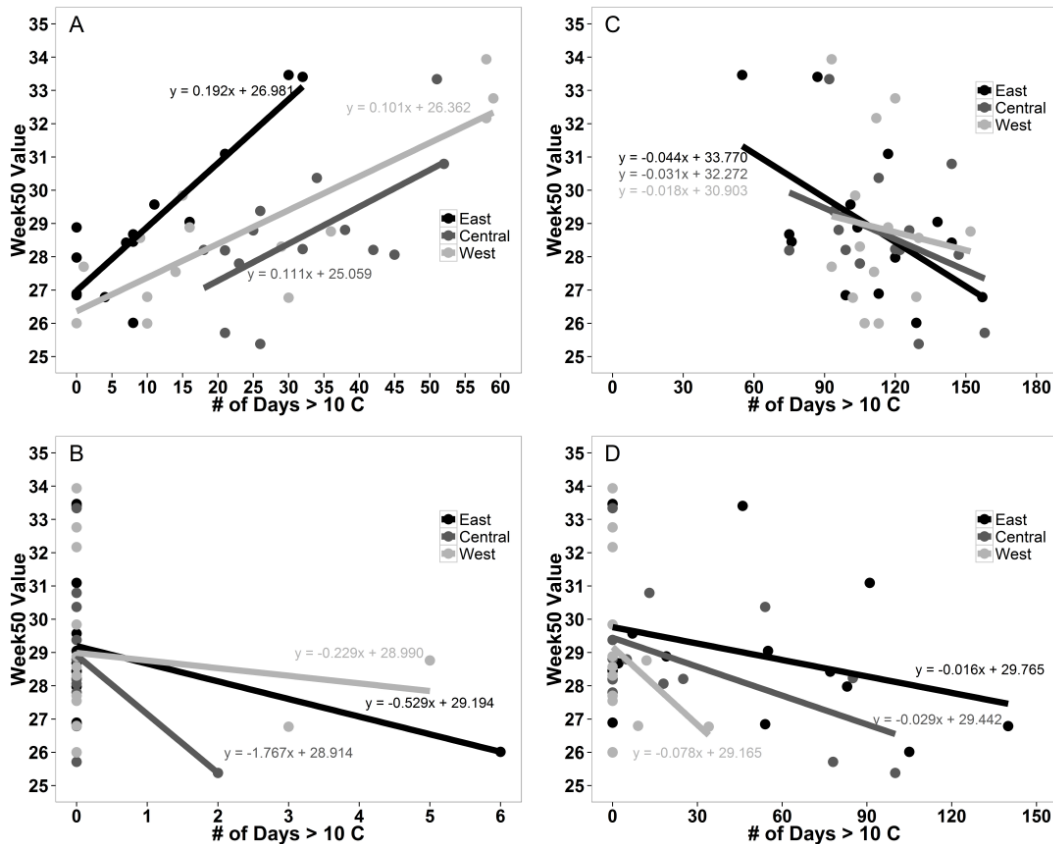 A
35
34
33
32
31
30
29
28
27
26
25
Week50 Value
y = 0.192x + 26.981
y = 0.101x + 26.362
y = 0.111x + 25.059
East
Central
West
0 5 10 15 20 25 30 35 40 45 50 55 60
# of Days > 10 C
C
35
34
33
32
31
30
29
28
27
26
25
Week50 Value
East
Central
West
y = -0.044x + 33.770
y = -0.031x + 32.272
y = -0.018x + 30.903
0 30 60 90 120 150 180
# of Days > 10 C
B
35
34
33
32
31
30
29
28
27
26
25
Week50 Value
East
Central
West
y = -0.229x + 28.990
y = -0.529x + 29.194
y = -1.767x + 28.914
0 1 2 3 4 5 6
# of Days > 10 C
D
35
34
33
32
31
30
29
28
27
26
25
Week50 Value
East
Central
West
y = -0.016x + 29.765
y = -0.029x + 29.442
y = -0.078x + 29.165
0 30 60 90 120 150
# of Days > 10 C